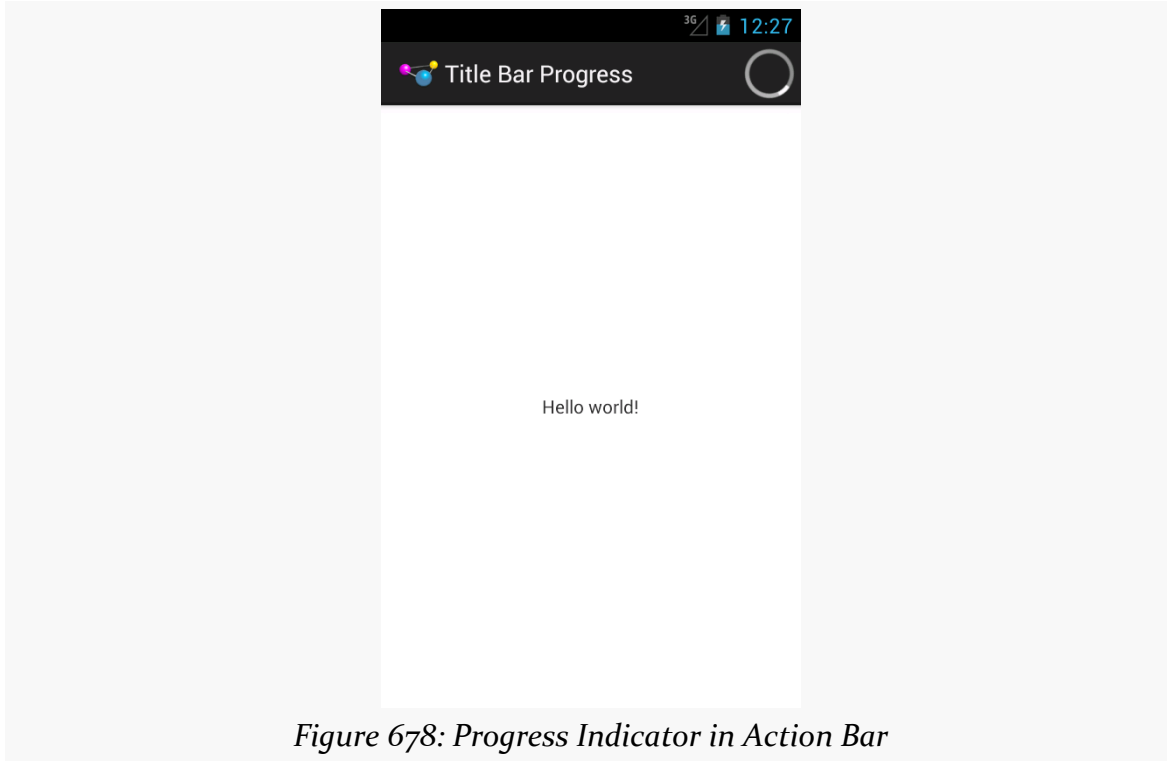 3G 12:27
Title Bar Progress
Hello world!
Figure 678: Progress Indicator in Action Bar